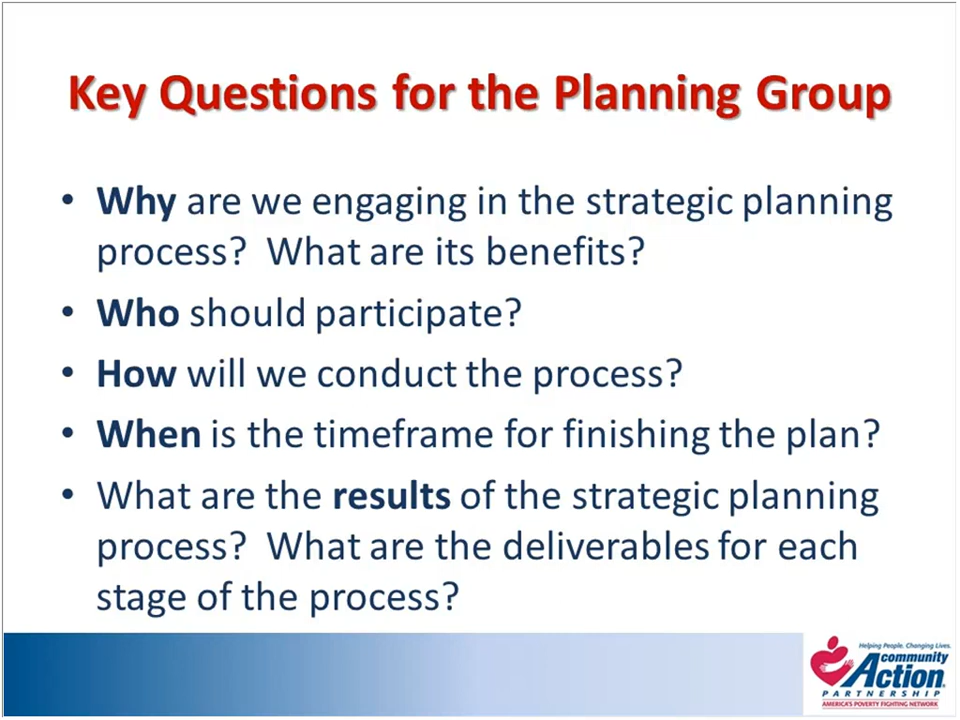 Key Questions for the Planning Group
• Why are we engaging in the strategic planning
process?  What are its benefits?
• Who should participate?
• How will we conduct the process?
• When is the timeframe for finishing the plan?
• What are the results of the strategic planning
process?  What are the deliverables for each
stage of the process?
Helping People. Changing Lives.
community
Action
PARTNERSHIP
AMERICA'S POVERTY FIGHTING NETWORK